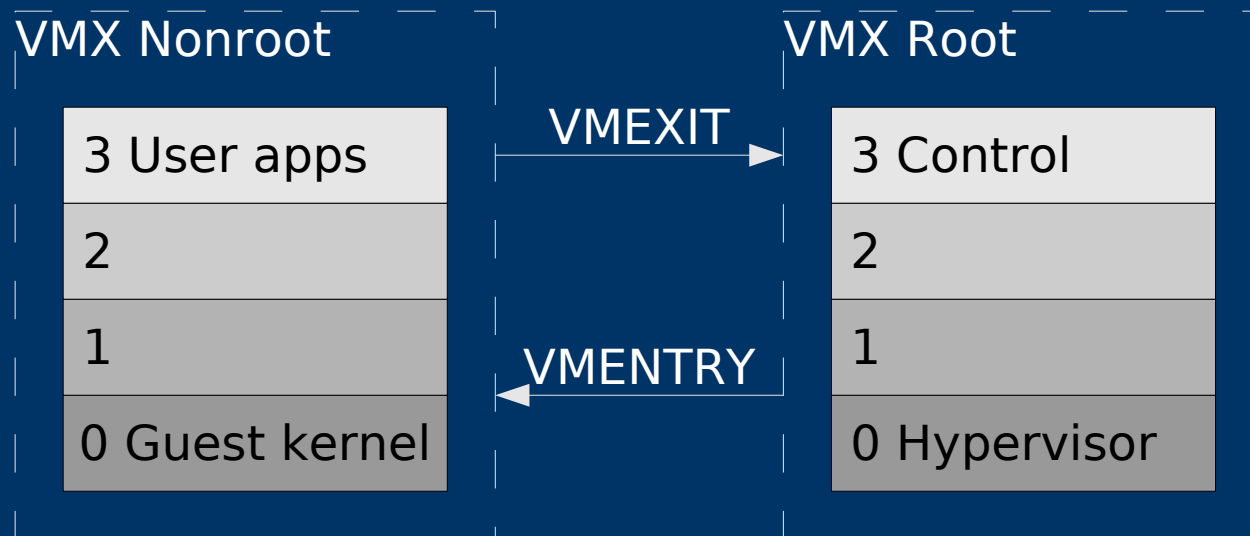 VMX Nonroot
3 User apps
2
1
0 Guest kernel
VMEXIT
VMENTRY
VMX Root
3 Control
2
1
0 Hypervisor